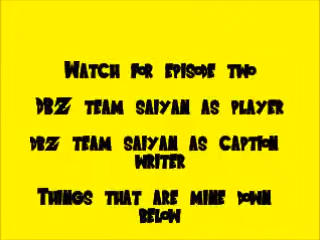 Watch for episode two
DBZ team saiyan as player
DBZ team saiyan as caption
writer
Things that are mine down
below